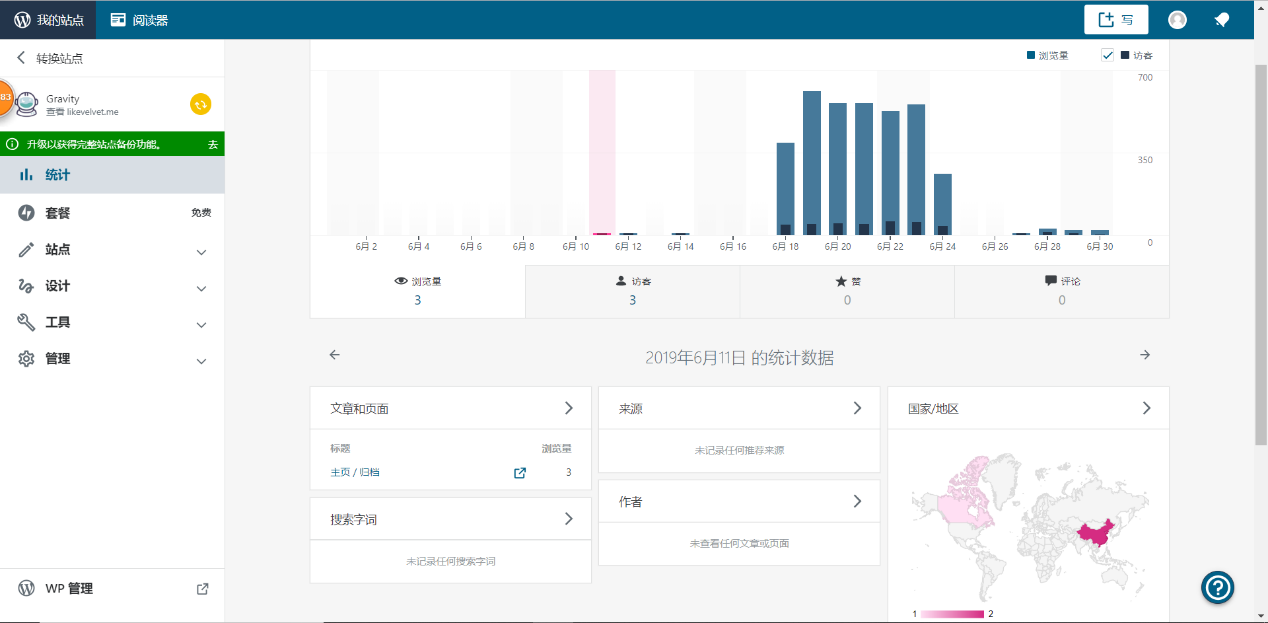 我的站点
阅读器
写
转换站点
83
Gravity
查看 likevelvet.me
升级以获得完整站点备份功能。
去
统计
套餐
免费
站点
设计
工具
管理
WP 管理
浏览量
访客
700
350
0
6月 2
6月 4
6月 6
6月 8
6月 10
6月 12
6月 14
6月 16
6月 18
6月 20
6月 22
6月 24
6月 26
6月 28
6月 30
浏览量
3
访客
3
赞
0
评论
0
2019年6月11日 的统计数据
文章和页面
标题
浏览量
主页 / 归档
3
搜索字词
未记录任何搜索字词
来源
未记录任何推荐来源
作者
未查看任何文章或页面
国家/地区
1
2